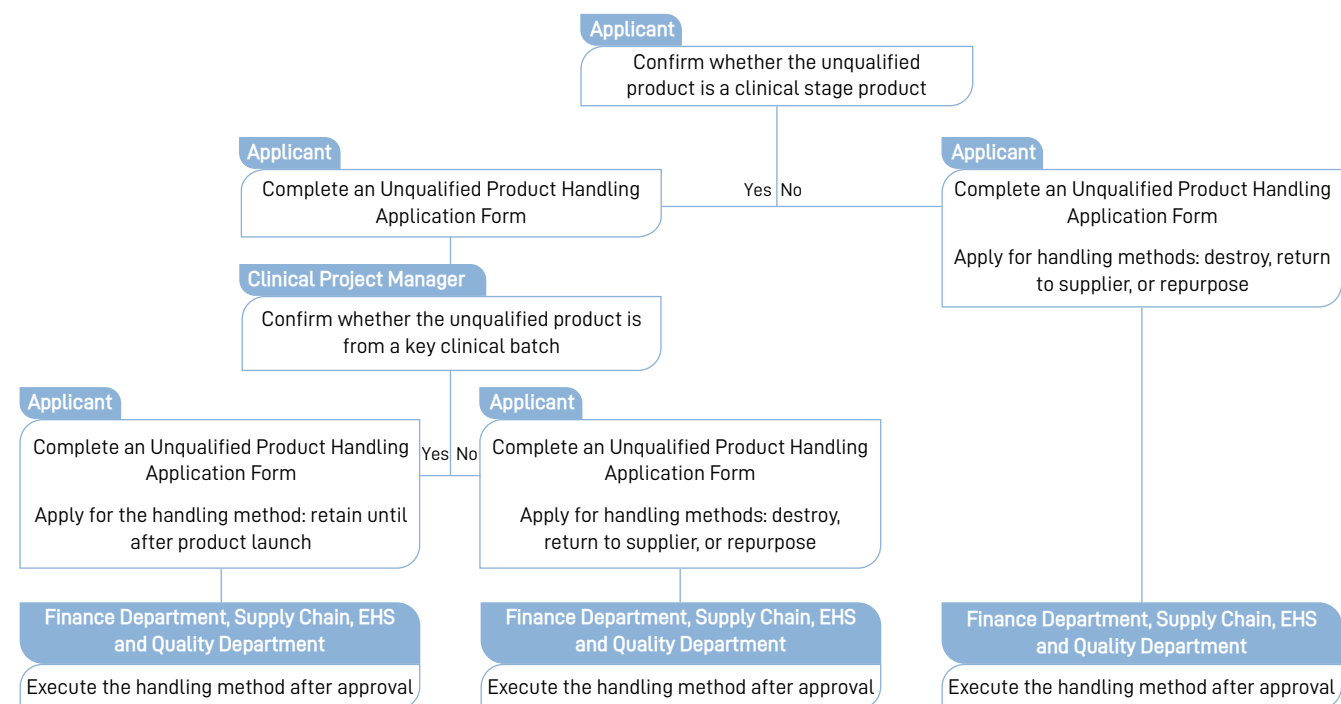 Applicant
Confirm whether the unqualified
product is a clinical stage product
Yes No
Applicant
Complete an Unqualified Product Handling
Application Form
Applicant
Complete an Unqualified Product Handling
Application Form
Apply for handling methods: destroy, return
to supplier, or repurpose
Clinical Project Manager
Confirm whether the unqualified product is
from a key clinical batch
Yes No
Applicant
Complete an Unqualified Product Handling
Application Form
Apply for the handling method: retain until
after product launch
Applicant
Complete an Unqualified Product Handling
Application Form
Apply for handling methods: destroy,
return to supplier, or repurpose
Finance Department, Supply Chain, EHS
and Quality Department
Execute the handling method after approval
Finance Department, Supply Chain, EHS
and Quality Department
Execute the handling method after approval
Finance Department, Supply Chain, EHS
and Quality Department
Execute the handling method after approval